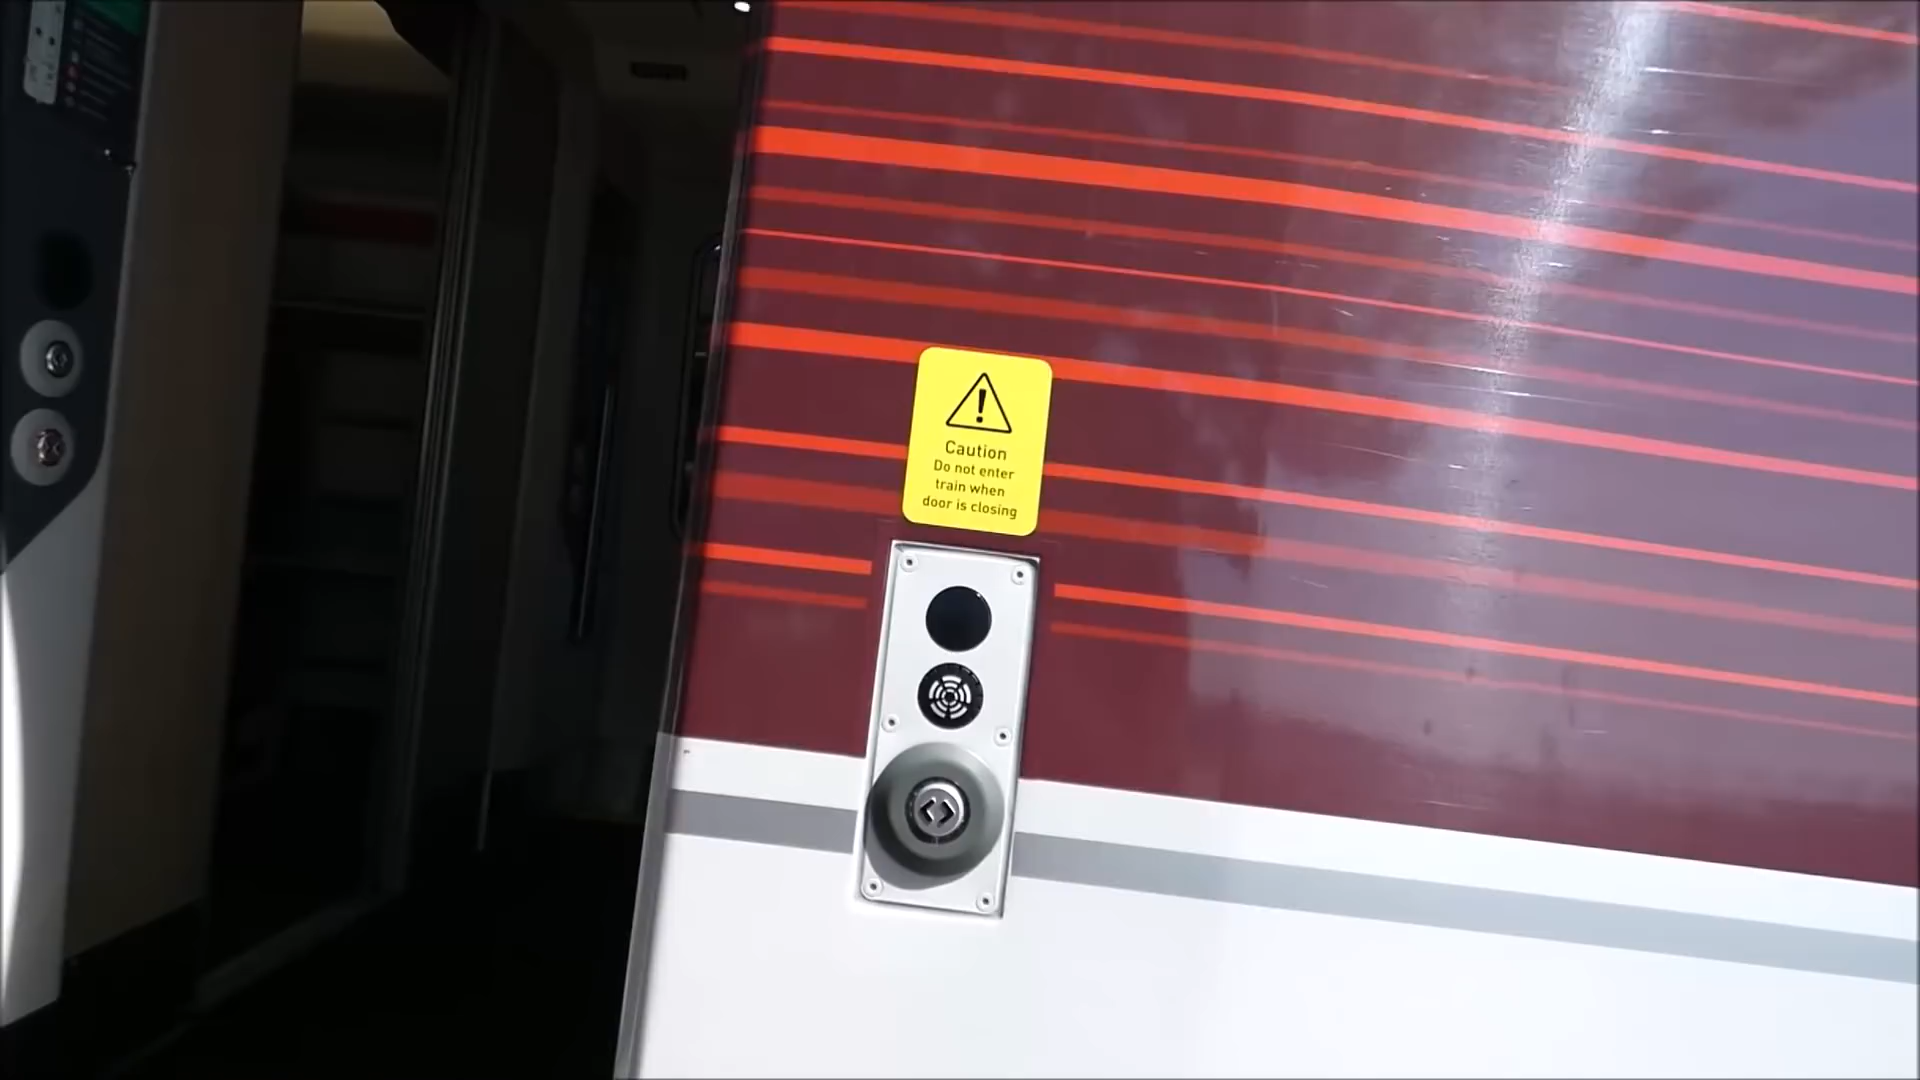 Caution
Do not enter
train when
door is closing